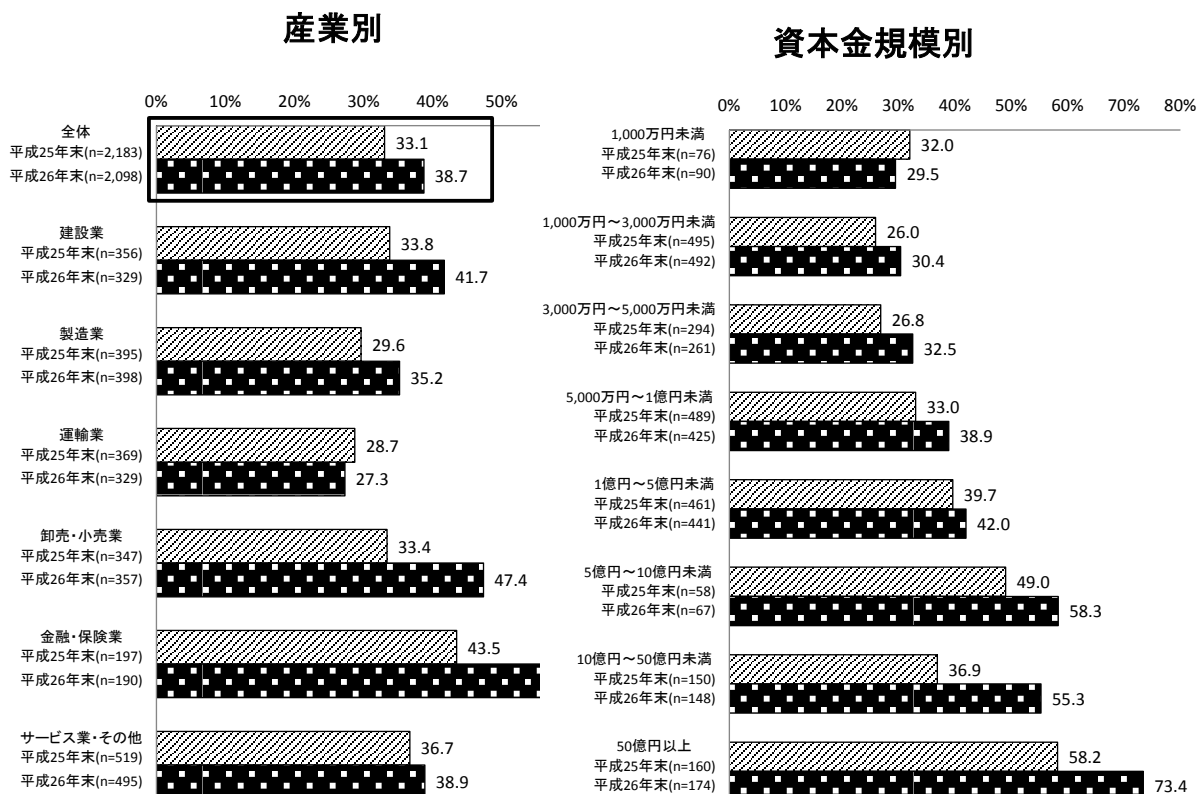 産業別
0% 10% 20% 30% 40% 50%
全体
平成25年末(n=2,183)
33.1
平成26年末(n=2,098)
38.7
建設業
平成25年末(n=356)
33.8
平成26年末(n=329)
41.7
製造業
平成25年末(n=395)
29.6
平成26年末(n=398)
35.2
運輸業
平成25年末(n=369)
28.7
平成26年末(n=329)
27.3
卸売・小売業
平成25年末(n=347)
33.4
平成26年末(n=357)
47.4
金融・保険業
平成25年末(n=197)
43.5
平成26年末(n=190)
サービス業・その他
平成25年末(n=519)
36.7
平成26年末(n=495)
38.9
資本金規模別
0% 10% 20% 30% 40% 50% 60% 70% 80%
1,000万円未満
平成25年末(n=76)
32.0
平成26年末(n=90)
29.5
1,000万円～3,000万円未満
平成25年末(n=495)
26.0
平成26年末(n=492)
30.4
3,000万円～5,000万円未満
平成25年末(n=294)
26.8
平成26年末(n=261)
32.5
5,000万円～1億円未満
平成25年末(n=489)
33.0
平成26年末(n=425)
38.9
1億円～5億円未満
平成25年末(n=461)
39.7
平成26年末(n=441)
42.0
5億円～10億円未満
平成25年末(n=58)
49.0
平成26年末(n=67)
58.3
10億円～50億円未満
平成25年末(n=150)
36.9
平成26年末(n=148)
55.3
50億円以上
平成25年末(n=160)
58.2
平成26年末(n=174)
73.4